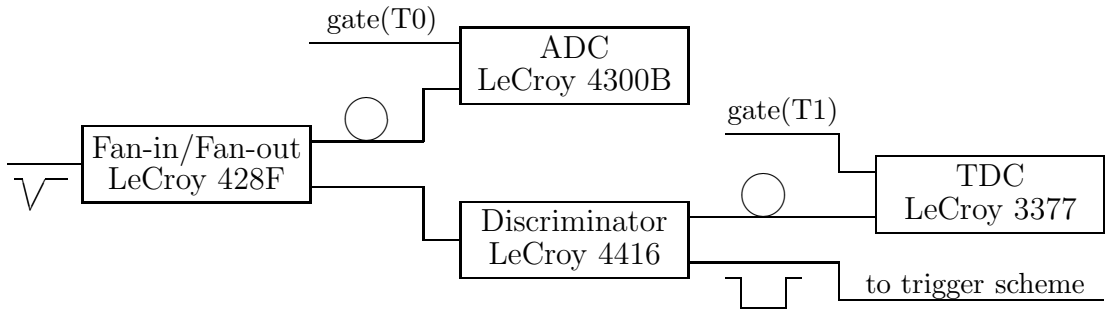 gate(T0)
ADC
LeCroy 4300B
gate(T1)
Fan-in/Fan-out
LeCroy 428F
TDC
LeCroy 3377
Discriminator
LeCroy 4416
to trigger scheme